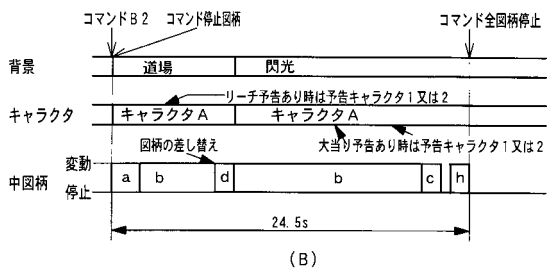 コマンドB2 コマンド停止図柄 コマンド全図柄停止
背景 道場 閃光
リーチ予告あり時は予告キャラクタ1又は2
キャラクタ キャラクタA キャラクタA
図柄の差し替え 大当り予告あり時は予告キャラクタ1又は2
変動
中図柄 a b d b c h
停止
24.5s
(B)